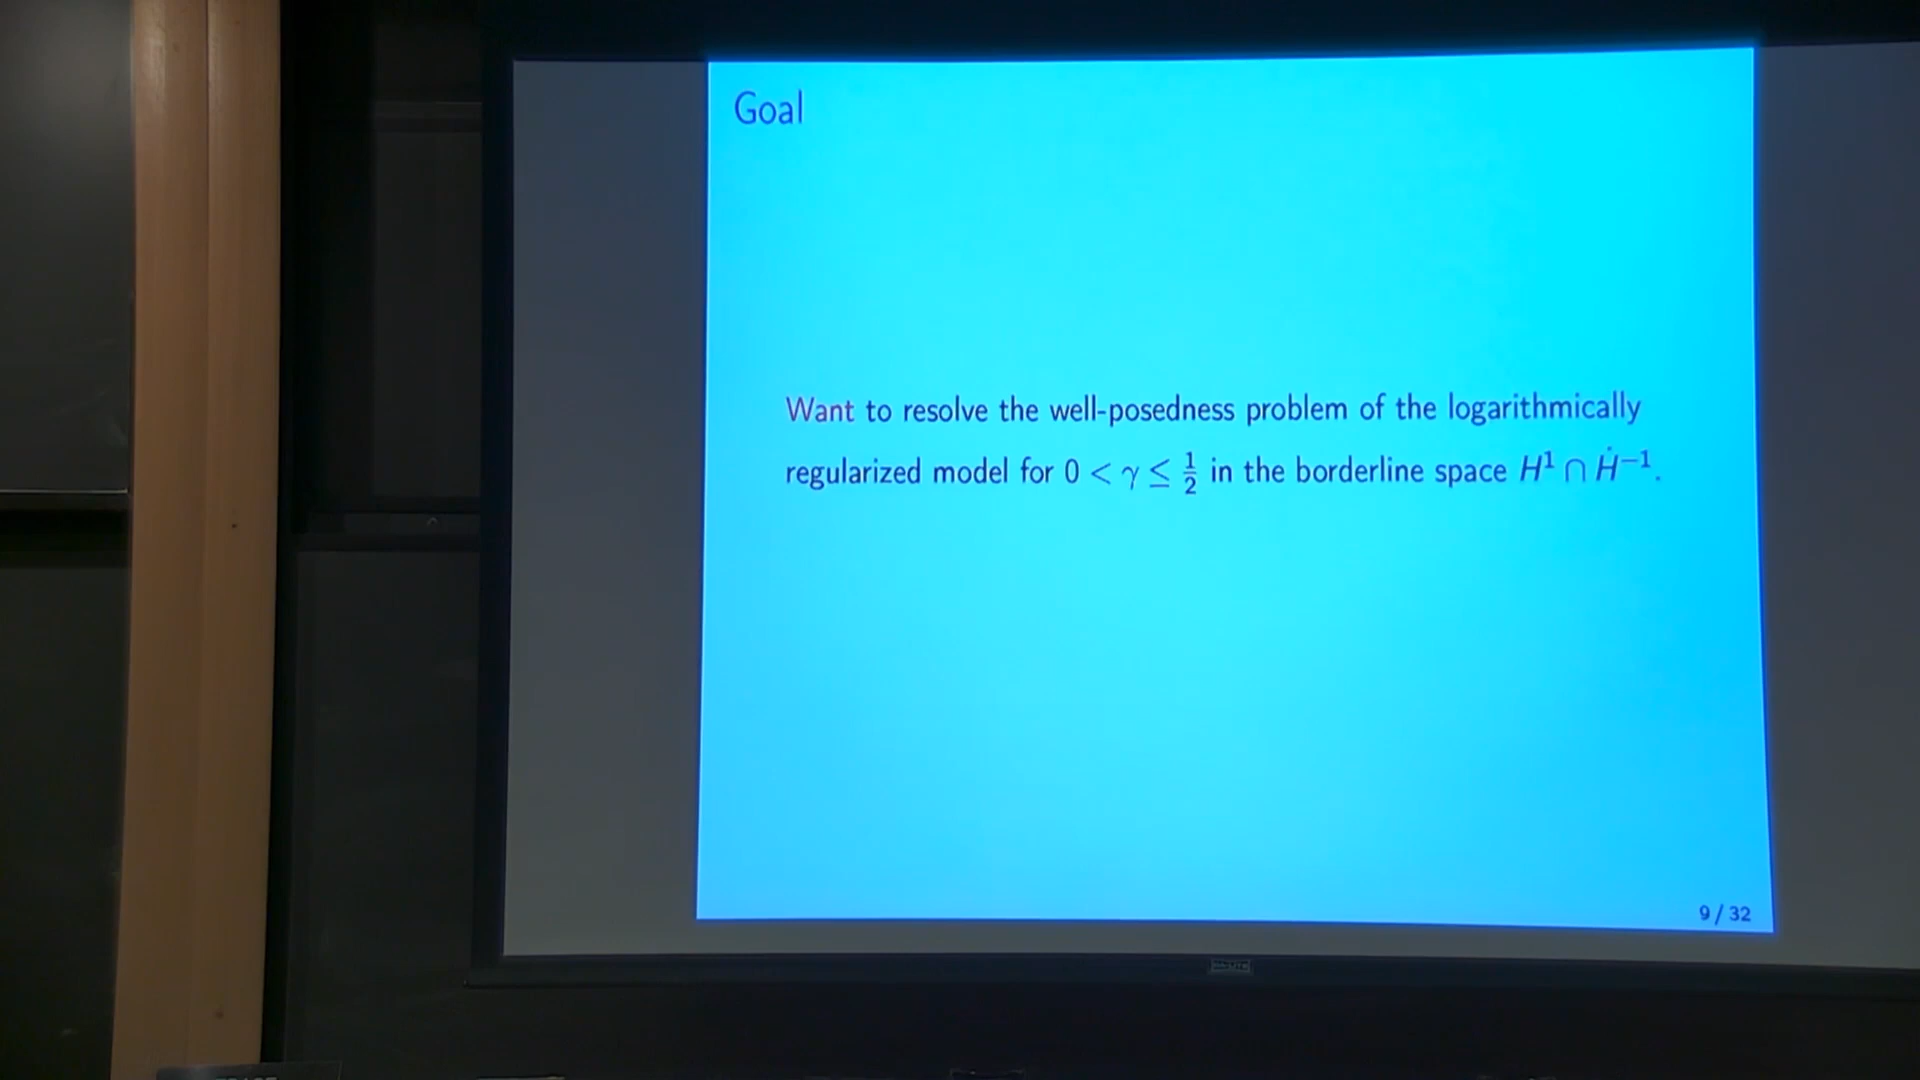 Goal
Want to resolve the well-posedness problem of the logarithmically
regularized model for 0 < γ ≤ 1/2 in the borderline space H¹ ∩ Ḣ⁻¹.
9 / 32